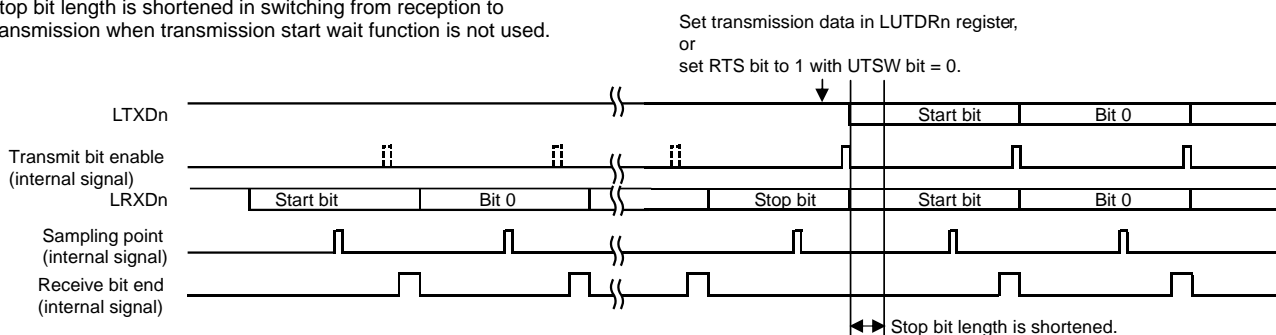 top bit length is shortened in switching from reception to
ansmission when transmission start wait function is not used.
Set transmission data in LUTDRn register,
or
set RTS bit to 1 with UTSW bit = 0.
LTXDn
Start bit
Bit 0
Transmit bit enable
(internal signal)
LRXDn
Start bit
Bit 0
Stop bit
Start bit
Bit 0
Sampling point
(internal signal)
Receive bit end
(internal signal)
Stop bit length is shortened.